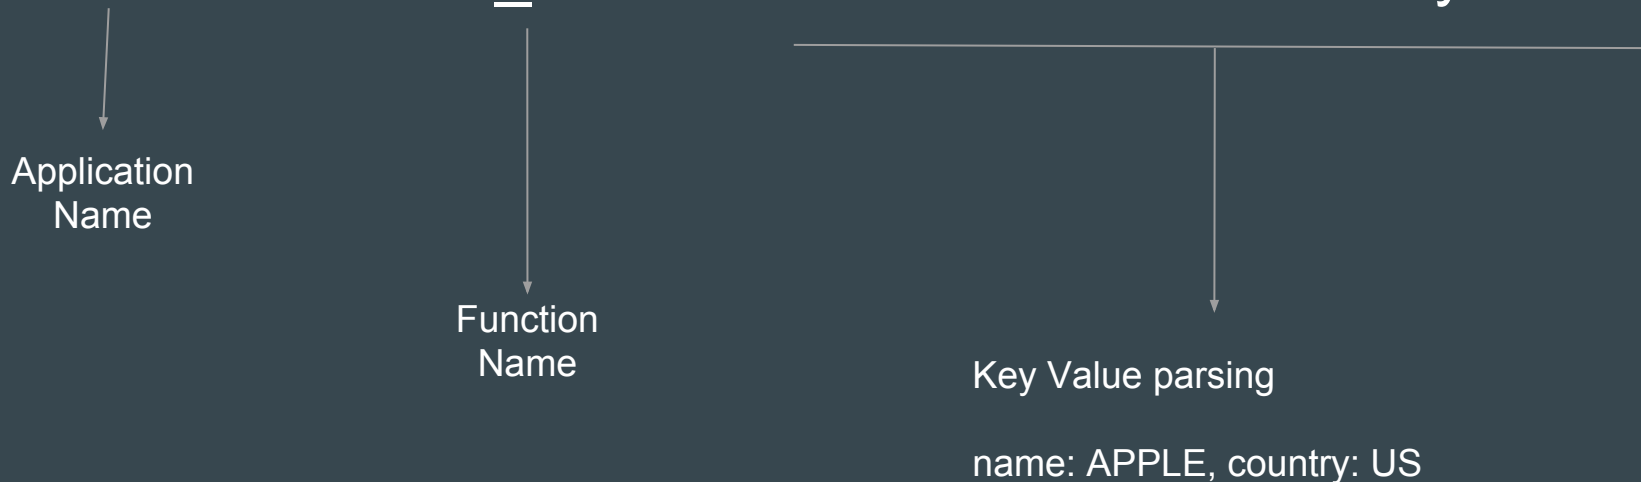 Application
Name
Function
Name
Key Value parsing
name: APPLE, country: US